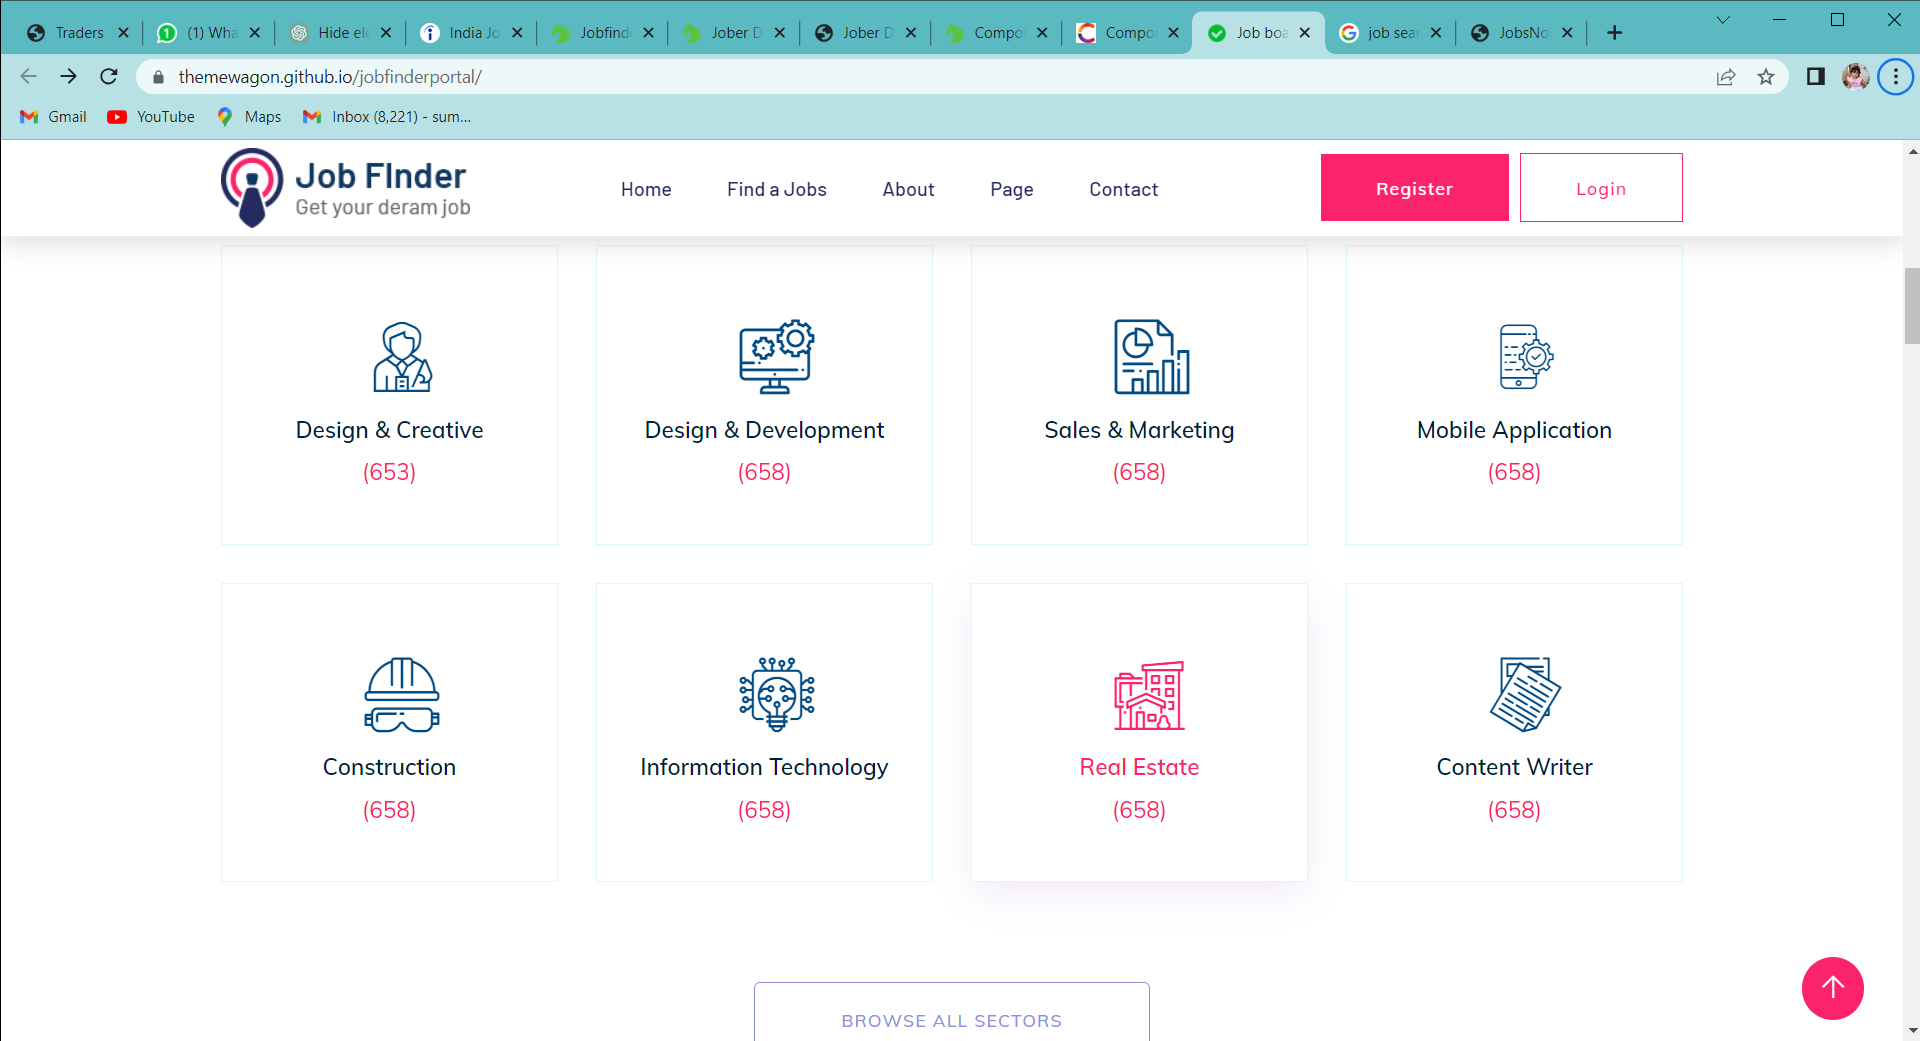 Traders
(1) Wha
Hide ele
India Jo
Jobfind
Jober D
Jober D
Compo
Compo
Job boa
job sear
JobsNo
themewagon.github.io/jobfinderportal/
Gmail
YouTube
Maps
Inbox (8,221) - sum...
Job FInder
Get your deram job
Home
Find a Jobs
About
Page
Contact
Register
Login
Design & Creative
(653)
Design & Development
(658)
Sales & Marketing
(658)
Mobile Application
(658)
Construction
(658)
Information Technology
(658)
Real Estate
(658)
Content Writer
(658)
BROWSE ALL SECTORS